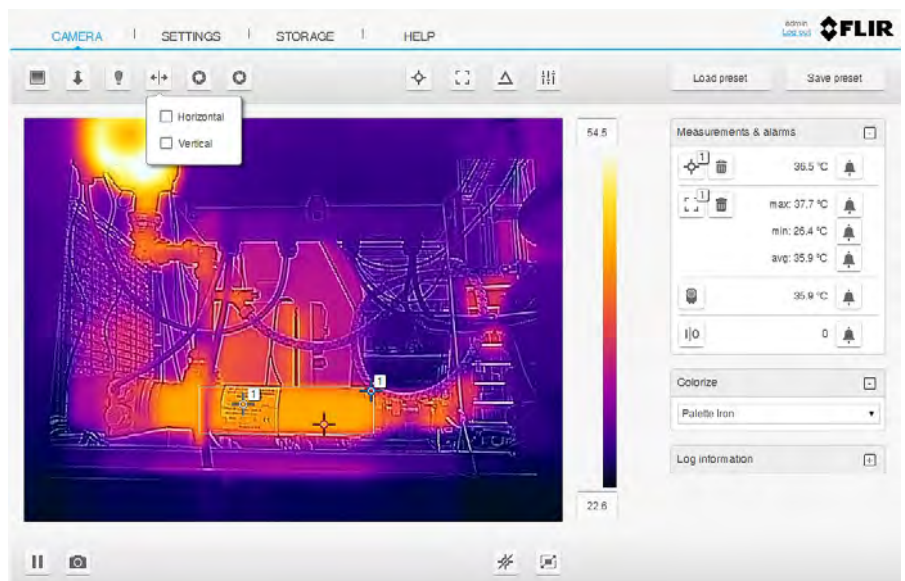 admin
Log out
FLIR
CAMERA
SETTINGS
STORAGE
HELP
Load preset
Save preset
Horizontal
Vertical
54.5
22.6
1
1
Measurements & alarms
1
36.5 °C
1
max: 37.7 °C
min: 26.4 °C
avg: 35.9 °C
35.9 °C
I|O
0
Colorize
Palette Iron
Log information